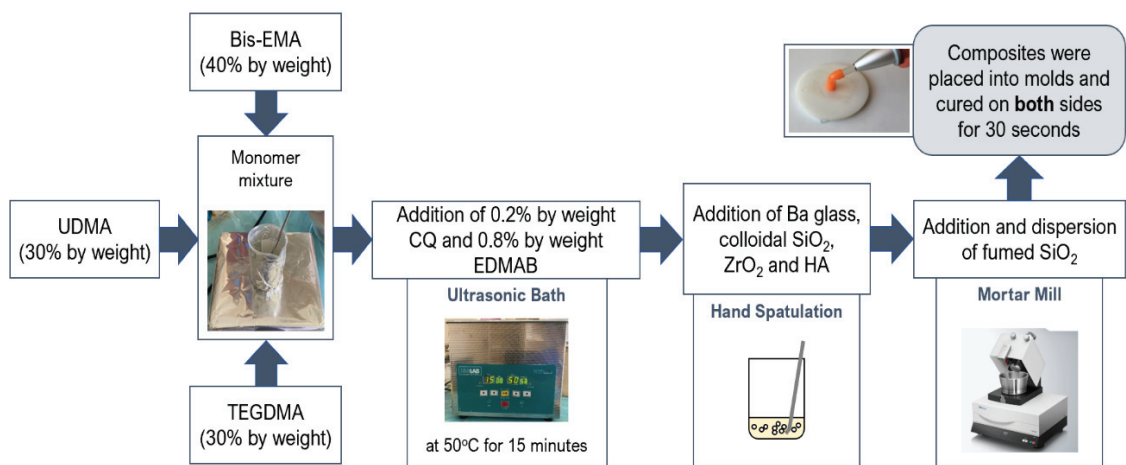 Bis-EMA
(40% by weight)
Monomer
mixture
UDMA
(30% by weight)
TEGDMA
(30% by weight)
Addition of 0.2% by weight
CQ and 0.8% by weight
EDMAB
Ultrasonic Bath
at 50ºC for 15 minutes
Addition of Ba glass,
colloidal SiO₂,
ZrO₂ and HA
Hand Spatulation
Addition and dispersion
of fumed SiO₂
Mortar Mill
Composites were
placed into molds and
cured on both sides
for 30 seconds